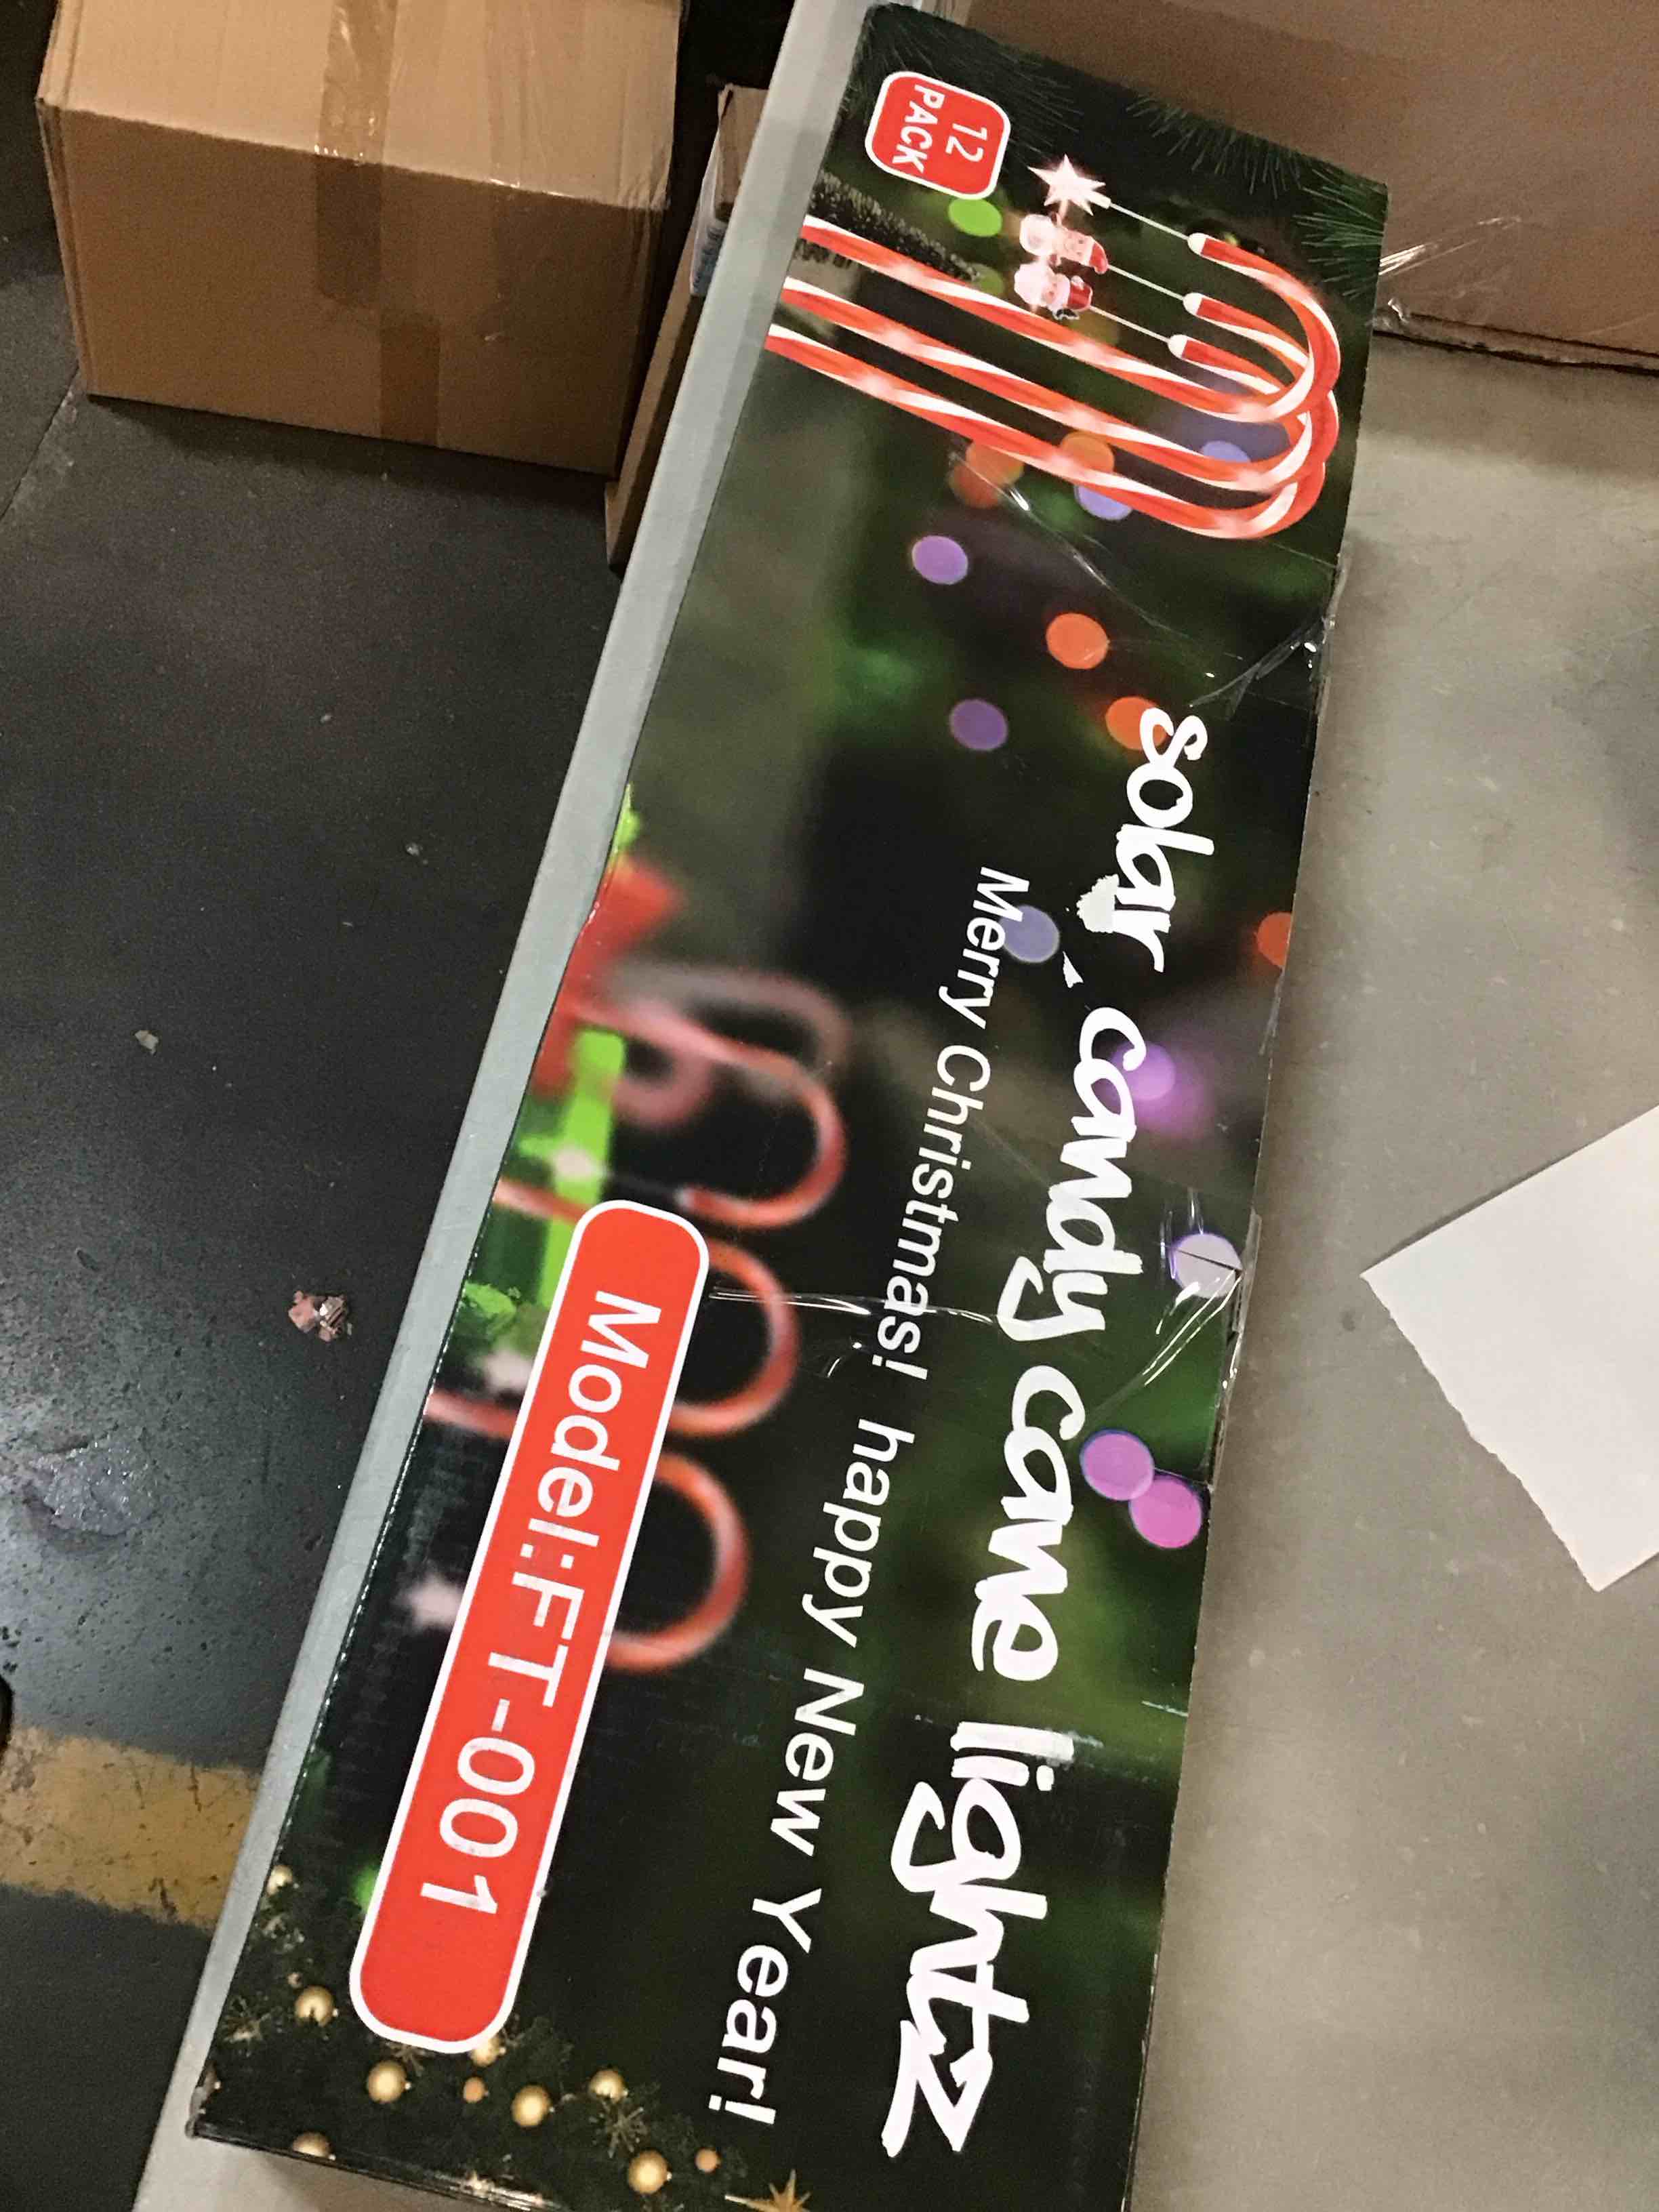 12
PACK
solar candy cane lightz
Merry Christmas! happy New Year!
Model:FT-001